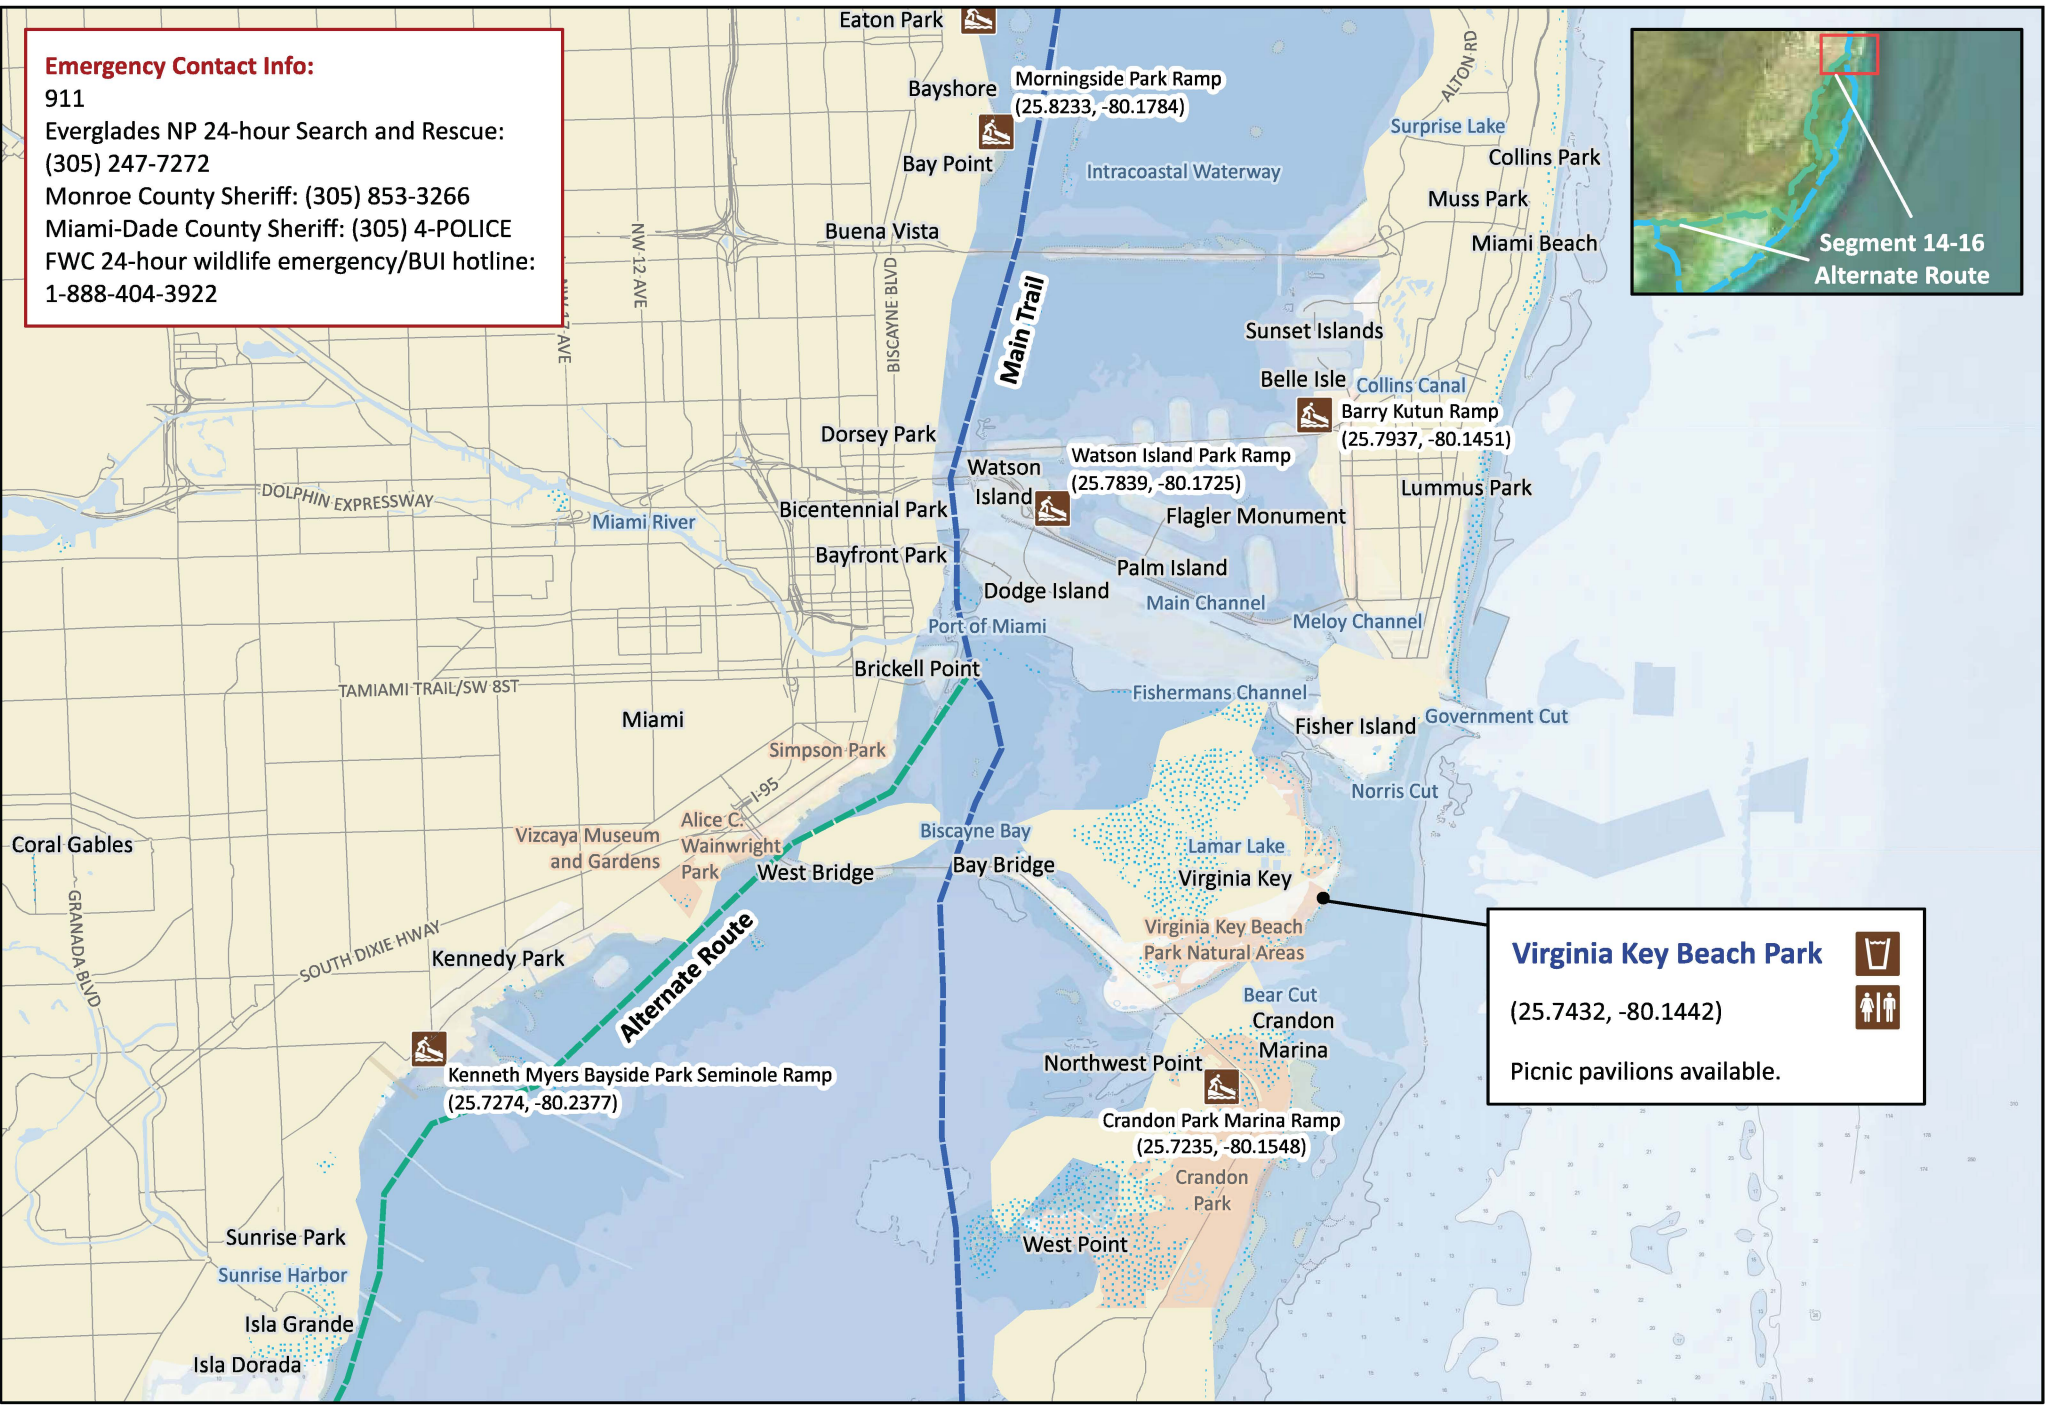 Emergency Contact Info:
911
Everglades NP 24-hour Search and Rescue:
(305) 247-7272
Monroe County Sheriff: (305) 853-3266
Miami-Dade County Sheriff: (305) 4-POLICE
FWC 24-hour wildlife emergency/BUI hotline:
1-888-404-3922
Eaton Park
Bayshore
Morningside Park Ramp
(25.8233, -80.1784)
Bay Point
Intracoastal Waterway
ALTON RD
Surprise Lake
Collins Park
Muss Park
Miami Beach
Segment 14-16
Alternate Route
Buena Vista
NW 12 AVE
NW 17 AVE
BISCAYNE BLVD
Main Trail
Sunset Islands
Belle Isle
Collins Canal
Barry Kutun Ramp
(25.7937, -80.1451)
Dorsey Park
Watson
Island
Watson Island Park Ramp
(25.7839, -80.1725)
Lummus Park
DOLPHIN EXPRESSWAY
Miami River
Bicentennial Park
Flagler Monument
Bayfront Park
Palm Island
Dodge Island
Main Channel
Meloy Channel
Port of Miami
Brickell Point
TAMIAMI TRAIL/SW 8ST
Miami
Fishermans Channel
Fisher Island
Government Cut
Simpson Park
I-95
Norris Cut
Coral Gables
Vizcaya Museum
and Gardens
Alice C.
Wainwright
Park
West Bridge
Biscayne Bay
Bay Bridge
Lamar Lake
Virginia Key
Virginia Key Beach
Park Natural Areas
Virginia Key Beach Park
(25.7432, -80.1442)
Picnic pavilions available.
GRANADA BLVD
SOUTH DIXIE HWAY
Kennedy Park
Alternate Route
Bear Cut
Crandon
Marina
Northwest Point
Kenneth Myers Bayside Park Seminole Ramp
(25.7274, -80.2377)
Crandon Park Marina Ramp
(25.7235, -80.1548)
Crandon
Park
West Point
Sunrise Park
Sunrise Harbor
Isla Grande
Isla Dorada